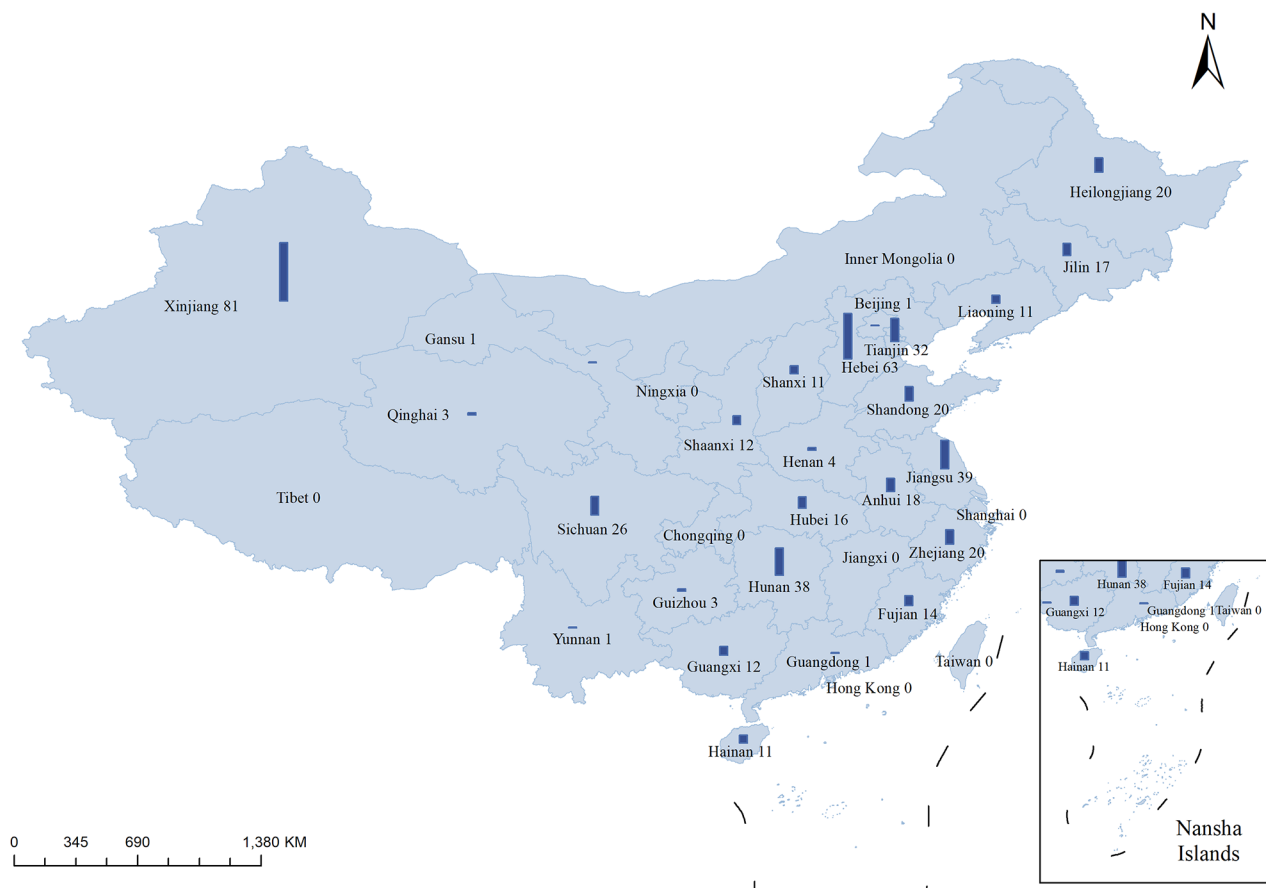 N
Heilongjiang 20
Inner Mongolia 0
Jilin 17
Xinjiang 81
Beijing 1
Liaoning 11
Gansu 1
Tianjin 32
Hebei 63
Shanxi 11
Ningxia 0
Shandong 20
Qinghai 3
Shaanxi 12
Henan 4
Jiangsu 39
Tibet 0
Anhui 18
Shanghai 0
Hubei 16
Sichuan 26
Chongqing 0
Zhejiang 20
Jiangxi 0
Hunan 38
Guizhou 3
Fujian 14
Yunnan 1
Guangxi 12
Guangdong 1
Taiwan 0
Hong Kong 0
Hainan 11
Hunan 38
Fujian 14
Guangxi 12
Guangdong 1
Taiwan 0
Hong Kong 0
Hainan 11
Nansha
Islands
0 345 690 1,380 KM